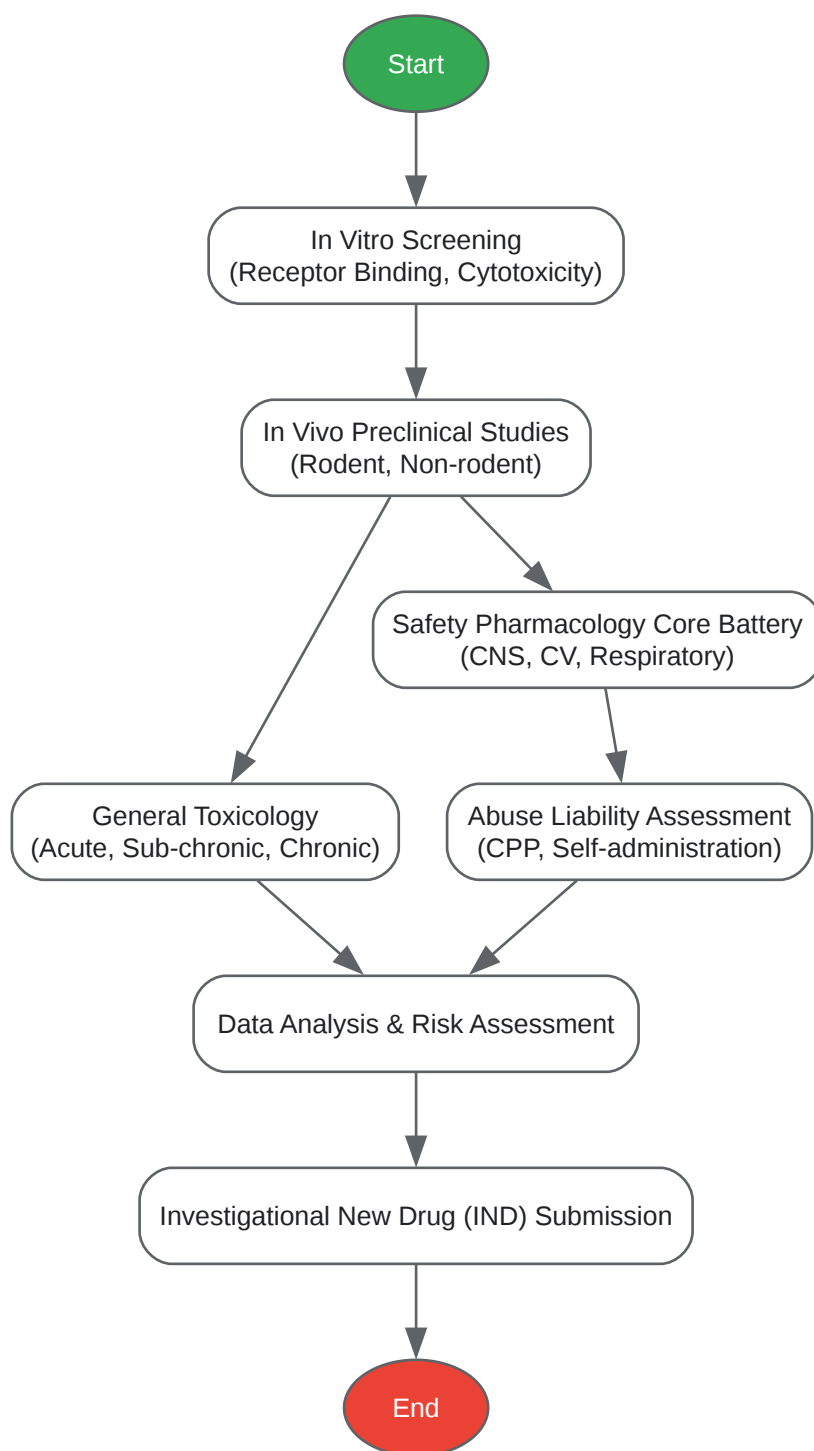 Start
In Vitro Screening
(Receptor Binding, Cytotoxicity)
In Vivo Preclinical Studies
(Rodent, Non-rodent)
Safety Pharmacology Core Battery
(CNS, CV, Respiratory)
General Toxicology
(Acute, Sub-chronic, Chronic)
Abuse Liability Assessment
(CPP, Self-administration)
Data Analysis & Risk Assessment
Investigational New Drug (IND) Submission
End